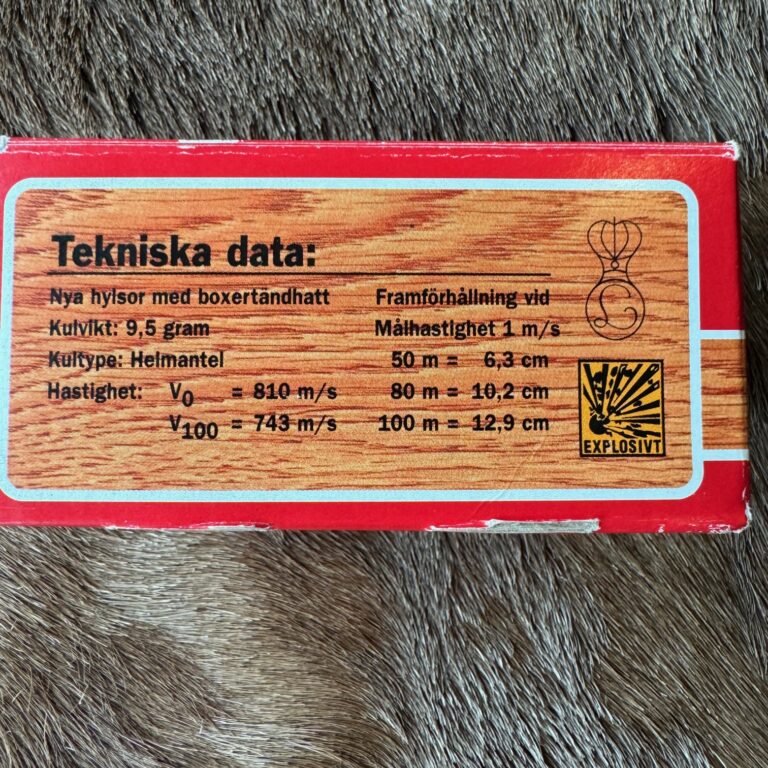 Tekniska data:
Nya hylsor med boxertändhatt
Kulvikt: 9,5 gram
Kultype: Helmantel
Hastighet: V0 = 810 m/s
V100 = 743 m/s
Framförhållning vid
Målhastighet 1 m/s
50 m = 6,3 cm
80 m = 10,2 cm
100 m = 12,9 cm
L
EXPLOSIVT